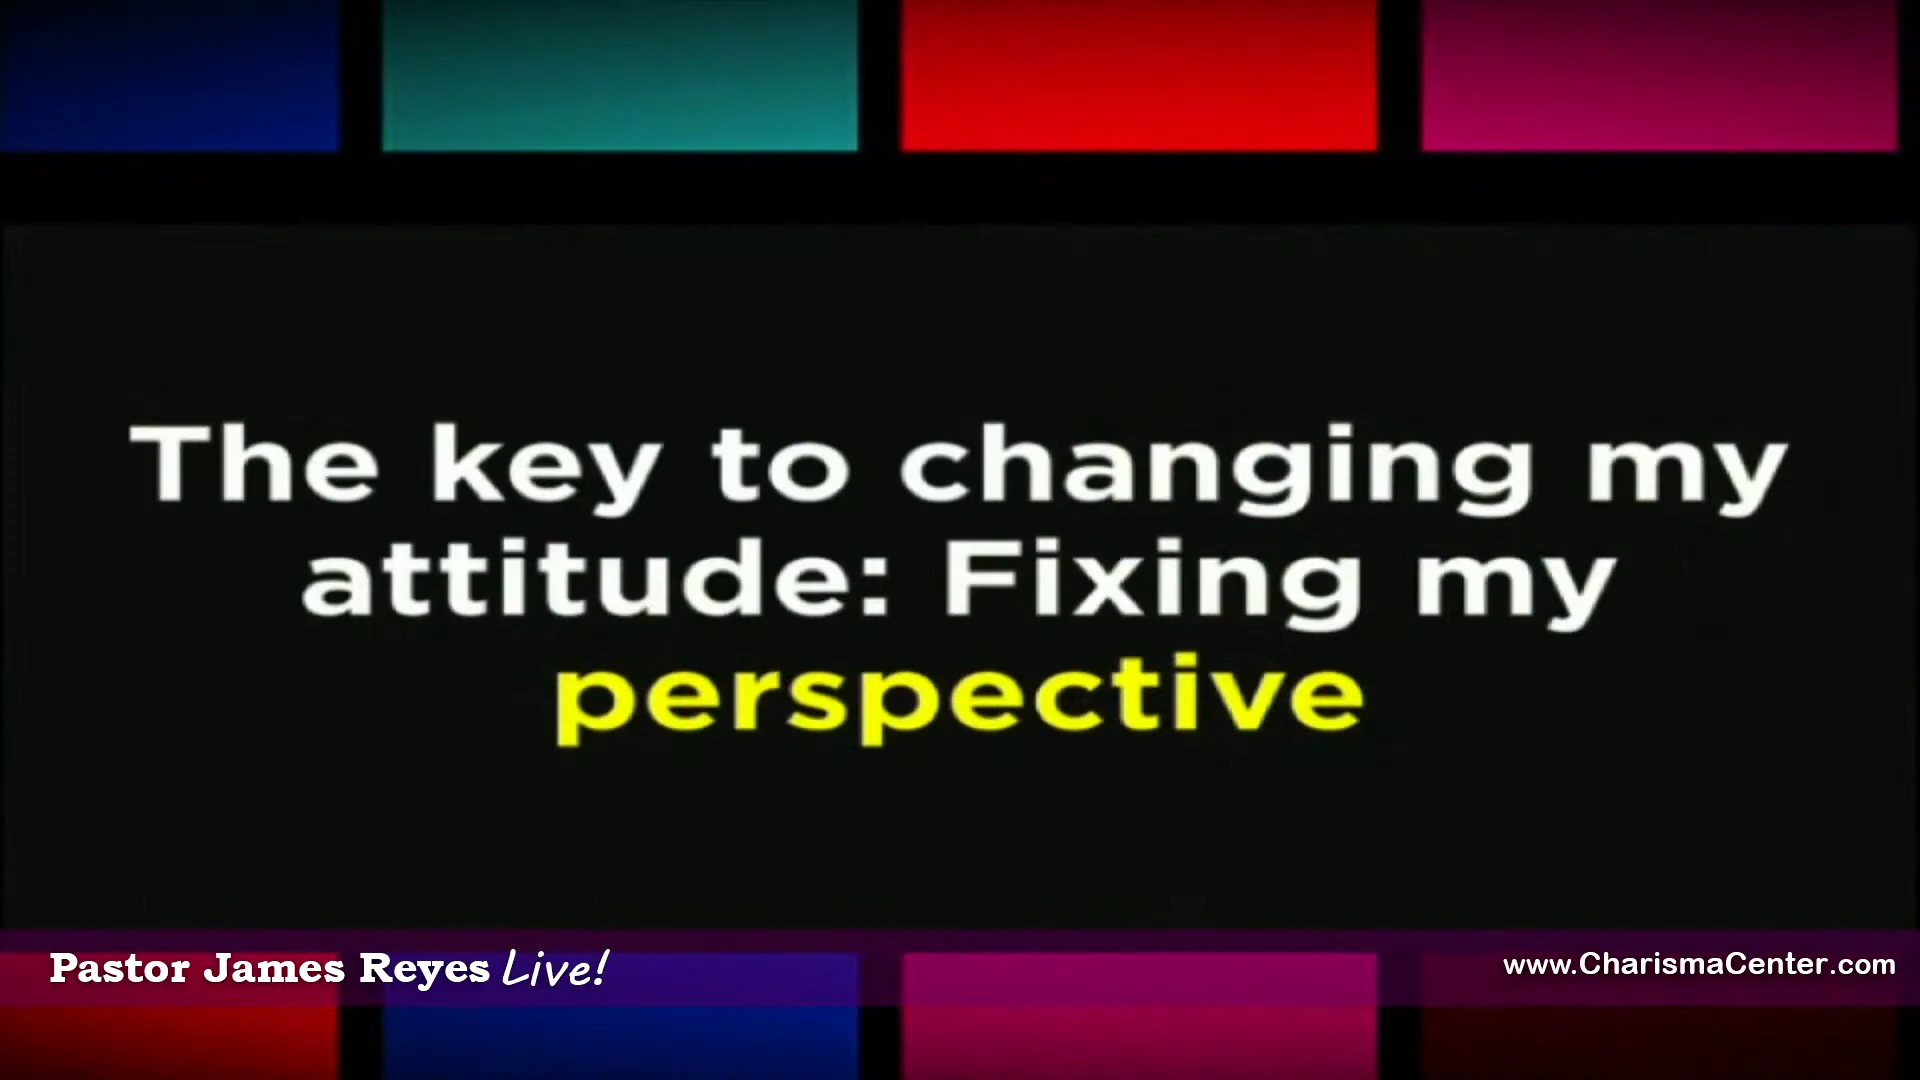 The key to changing my
attitude: Fixing my
perspective
Pastor James Reyes Live!
www.CharismaCenter.com